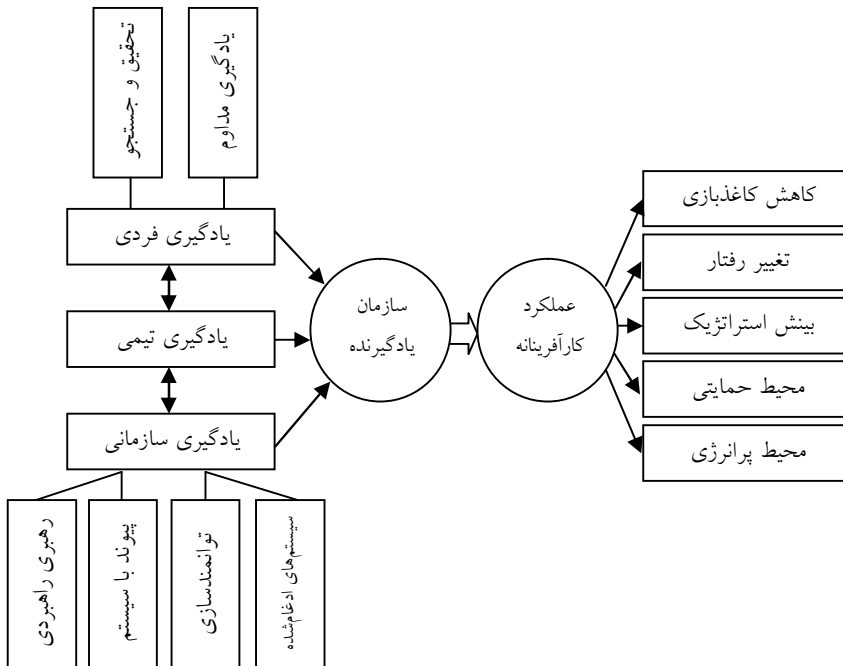 تحقیق و جستجو
یادگیری مداوم
یادگیری فردی
یادگیری تیمی
یادگیری سازمانی
رهبری راهبردی
پیوند با سیستم
توانمندسازی
سیستم‌های ادغام‌شده
سازمان
یادگیرنده
عملکرد
کارآفرینانه
کاهش کاغذبازی
تغییر رفتار
بینش استراتژیک
محیط حمایتی
محیط پرانرژی